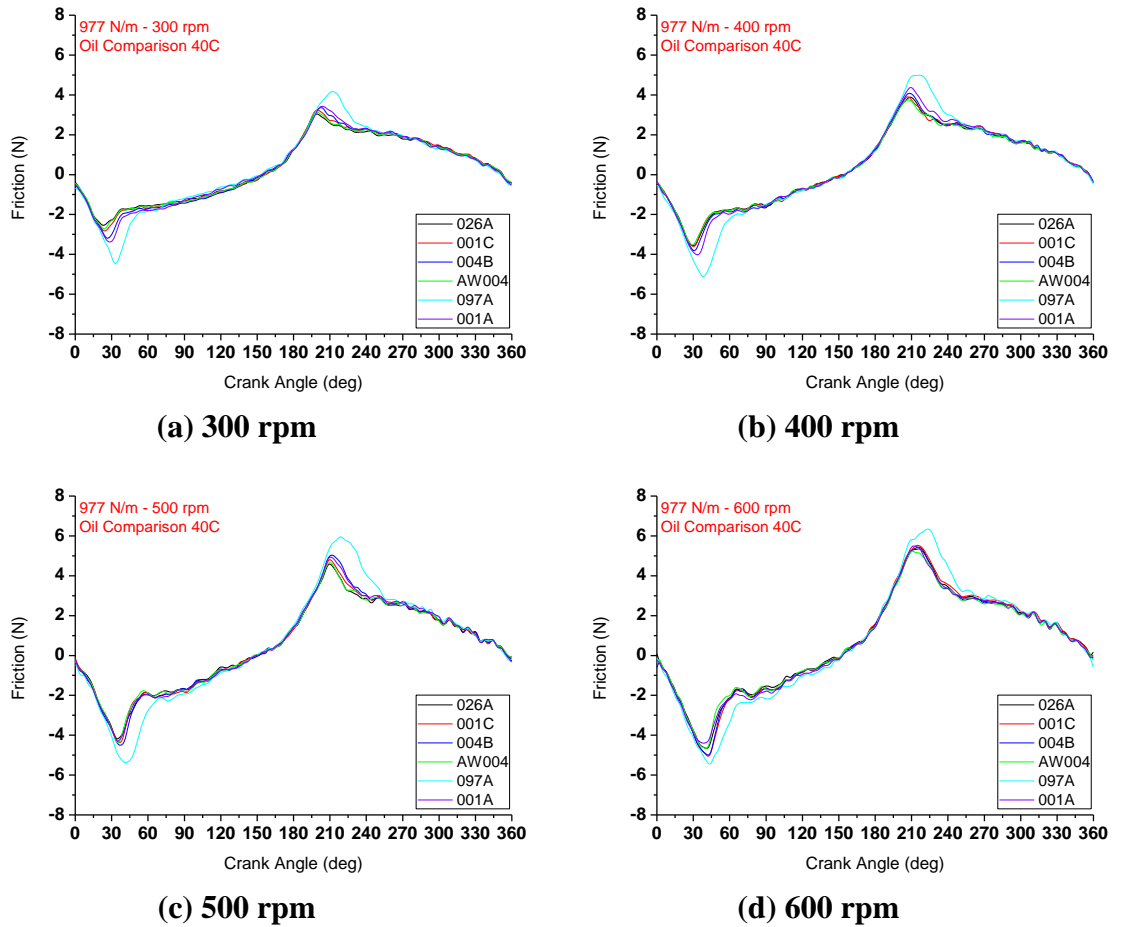 977 N/m - 300 rpm
Oil Comparison 40C
Friction (N)
8
6
4
2
0
-2
-4
-6
-8
026A
001C
004B
AW004
097A
001A
0 30 60 90 120 150 180 210 240 270 300 330 360
Crank Angle (deg)
(a) 300 rpm
977 N/m - 400 rpm
Oil Comparison 40C
Friction (N)
8
6
4
2
0
-2
-4
-6
-8
026A
001C
004B
AW004
097A
001A
0 30 60 90 120 150 180 210 240 270 300 330 360
Crank Angle (deg)
(b) 400 rpm
977 N/m - 500 rpm
Oil Comparison 40C
Friction (N)
8
6
4
2
0
-2
-4
-6
-8
026A
001C
004B
AW004
097A
001A
0 30 60 90 120 150 180 210 240 270 300 330 360
Crank Angle (deg)
(c) 500 rpm
977 N/m - 600 rpm
Oil Comparison 40C
Friction (N)
8
6
4
2
0
-2
-4
-6
-8
026A
001C
004B
AW004
097A
001A
0 30 60 90 120 150 180 210 240 270 300 330 360
Crank Angle (deg)
(d) 600 rpm